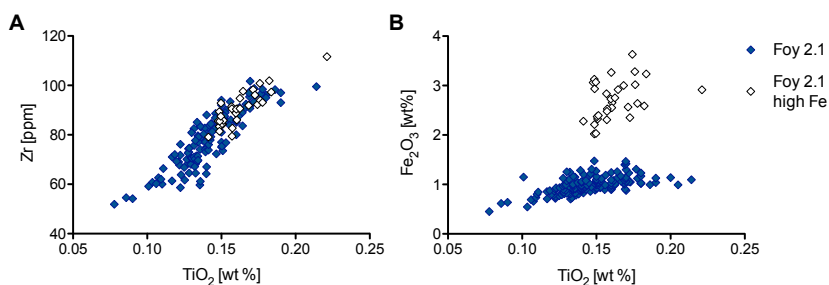 A
Zr [ppm]
100
80
60
40
0.05 0.10 0.15 0.20 0.25
TiO2 [wt %]
B
Fe2O3 [wt%]
4
3
2
1
0
0.05 0.10 0.15 0.20 0.25
TiO2 [wt %]
Foy 2.1
Foy 2.1
high Fe
120